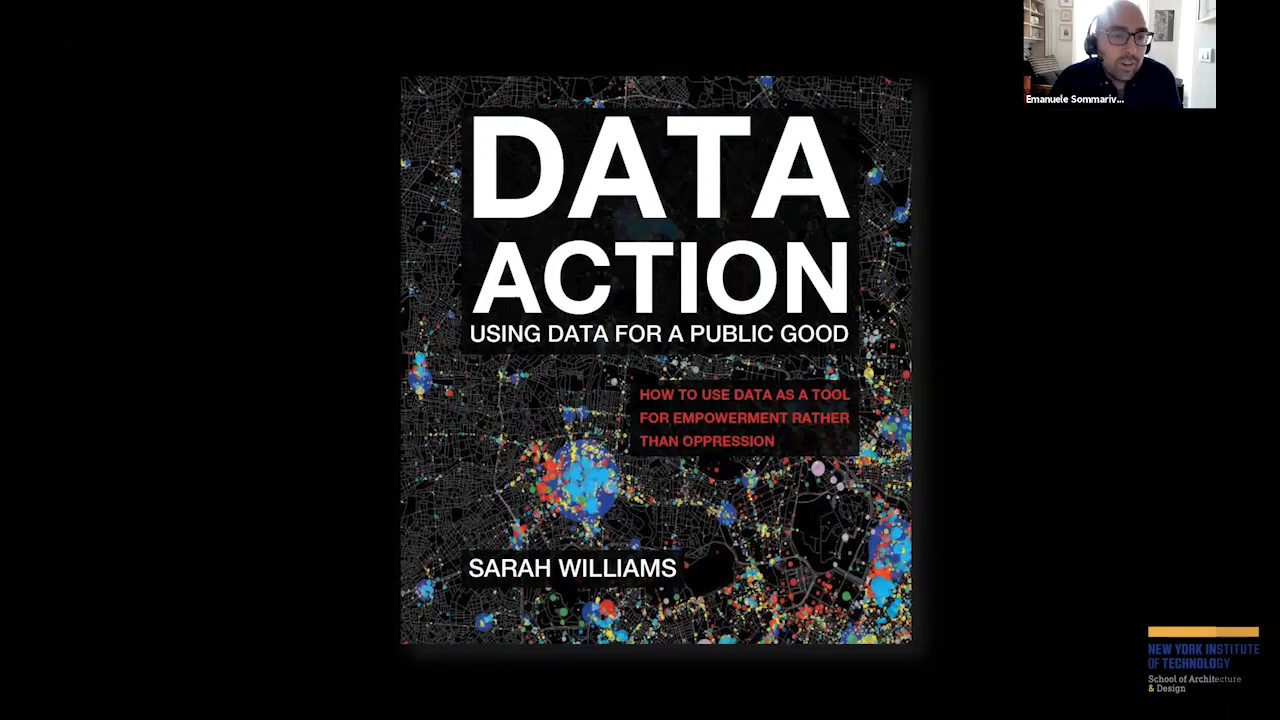 Emanuele Sommariv...
DATA
ACTION
USING DATA FOR A PUBLIC GOOD
HOW TO USE DATA AS A TOOL
FOR EMPOWERMENT RATHER
THAN OPPRESSION
SARAH WILLIAMS
NEW YORK INSTITUTE
OF TECHNOLOGY
School of Architecture
& Design